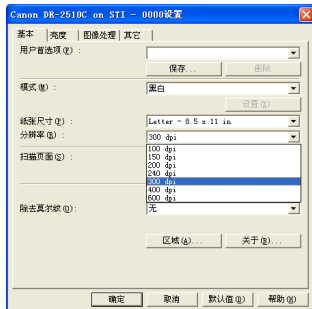 Canon DR-2510C on STI - 0000设置
基本 亮度 图像处理 其它
用户首选项(F) :
保存... 删除
模式(M) : 黑白
设置(Z)...
纸张尺寸(P) : Letter - 8.5 x 11 in
分辨率(R) : 300 dpi
100 dpi
150 dpi
200 dpi
240 dpi
300 dpi
400 dpi
600 dpi
扫描页面(S) :
除去莫尔纹(O): 无
区域(A)... 关于(B)...
确定 取消 默认值(D) 帮助(H)